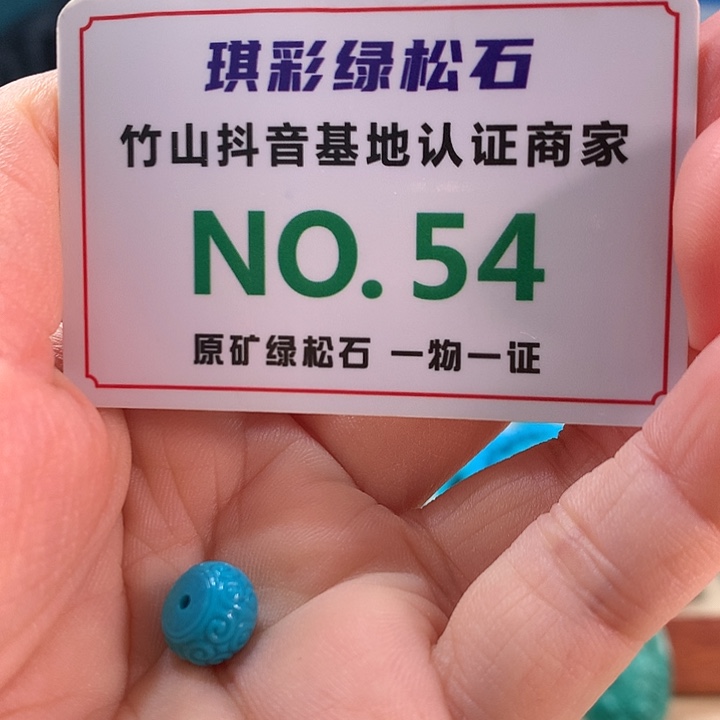 琪彩绿松石
竹山抖音基地认证商家
NO. 54
原矿绿松石 一物一证